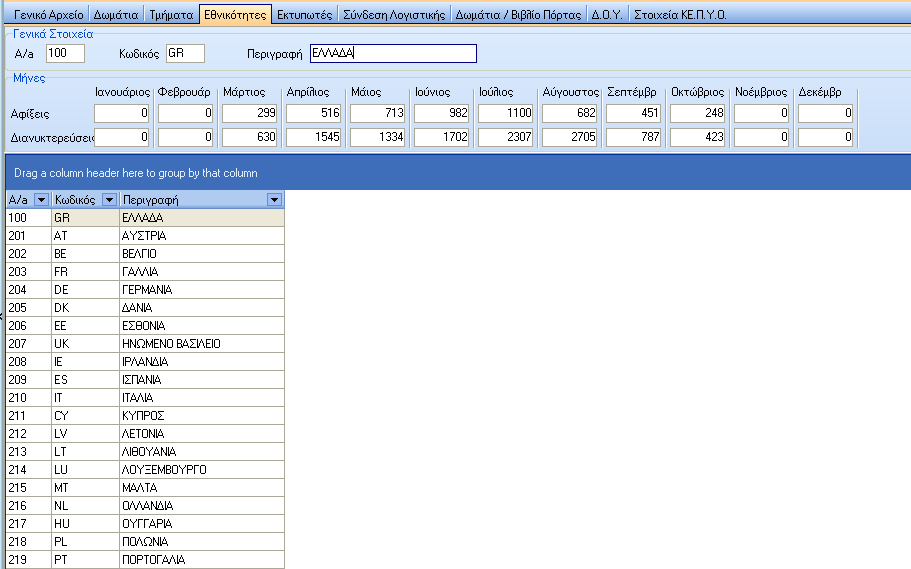 Γενικό Αρχείο Δωμάτια Τμήματα Εθνικότητες Εκτυπωτές Σύνδεση Λογιστικής Δωμάτια / Βιβλίο Πόρτας Δ.Ο.Υ. Στοιχεία ΚΕ.Π.Υ.Ο.
Γενικά Στοιχεία
Α/α 100 Κωδικός GR Περιγραφή ΕΛΛΑΔΑ
Μήνες
Ιανουάριος Φεβρουάρ Μάρτιος Απρίλιος Μάιος Ιούνιος Ιούλιος Αύγουστος Σεπτέμβρ Οκτώβριος Νοέμβριος Δεκέμβρ
Αφίξεις 0 0 299 516 713 982 1100 682 451 248 0 0
Διανυκτερεύσεις 0 0 630 1545 1334 1702 2307 2705 787 423 0 0
Drag a column header here to group by that column
Α/α Κωδικός Περιγραφή
100 GR ΕΛΛΑΔΑ
201 AT ΑΥΣΤΡΙΑ
202 BE ΒΕΛΓΙΟ
203 FR ΓΑΛΛΙΑ
204 DE ΓΕΡΜΑΝΙΑ
205 DK ΔΑΝΙΑ
206 EE ΕΣΘΟΝΙΑ
207 UK ΗΝΩΜΕΝΟ ΒΑΣΙΛΕΙΟ
208 IE ΙΡΛΑΝΔΙΑ
209 ES ΙΣΠΑΝΙΑ
210 IT ΙΤΑΛΙΑ
211 CY ΚΥΠΡΟΣ
212 LV ΛΕΤΟΝΙΑ
213 LT ΛΙΘΟΥΑΝΙΑ
214 LU ΛΟΥΞΕΜΒΟΥΡΓΟ
215 MT ΜΑΛΤΑ
216 NL ΟΛΛΑΝΔΙΑ
217 HU ΟΥΓΓΑΡΙΑ
218 PL ΠΟΛΩΝΙΑ
219 PT ΠΟΡΤΟΓΑΛΙΑ